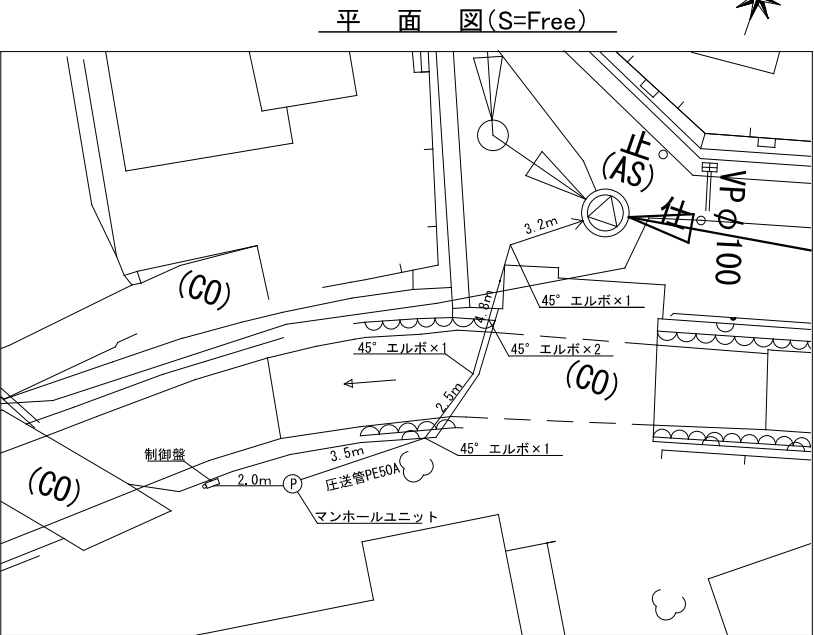 平 面 図(S=Free)
止
(AS)
仕
VPφ100
3.2m
(CO)
4.8m
45° エルボ×1
45° エルボ×1
45° エルボ×2
(CO)
2.5m
制御盤
3.5m
45° エルボ×1
(CO)
2.0m
P
圧送管PE50A
マンホールユニット